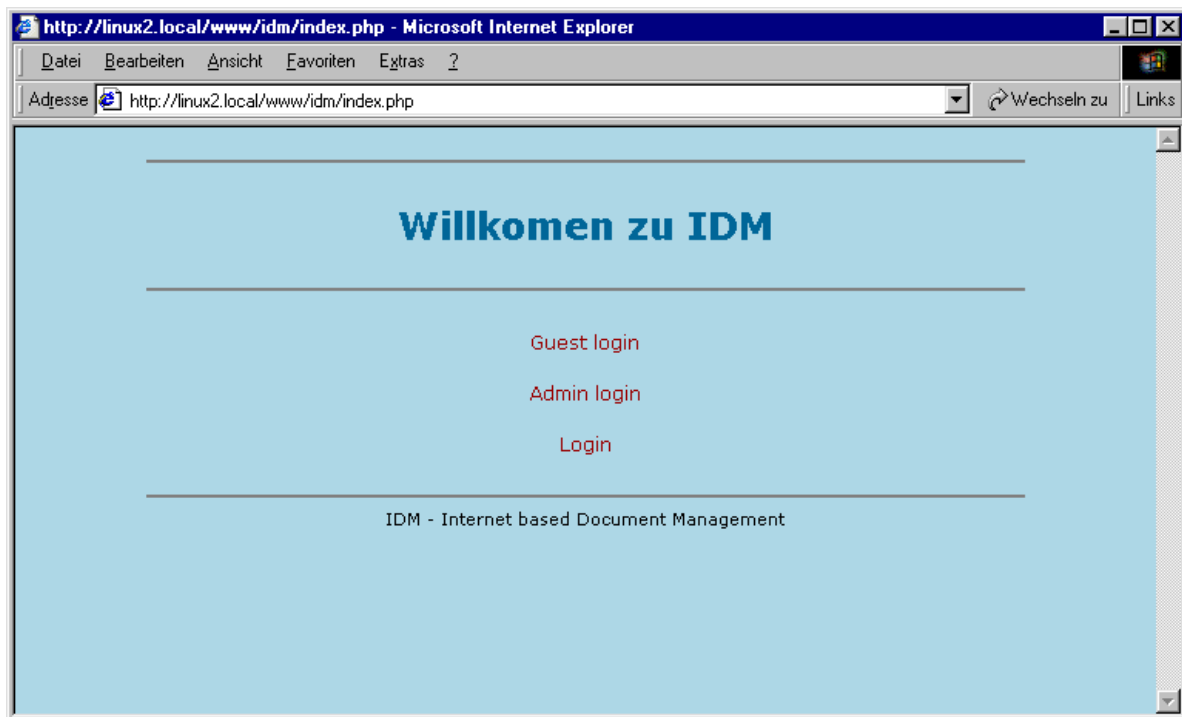 http://linux2.local/www/idm/index.php - Microsoft Internet Explorer
Datei Bearbeiten Ansicht Favoriten Extras ?
Adresse http://linux2.local/www/idm/index.php Wechseln zu Links
Willkomen zu IDM
Guest login
Admin login
Login
IDM - Internet based Document Management